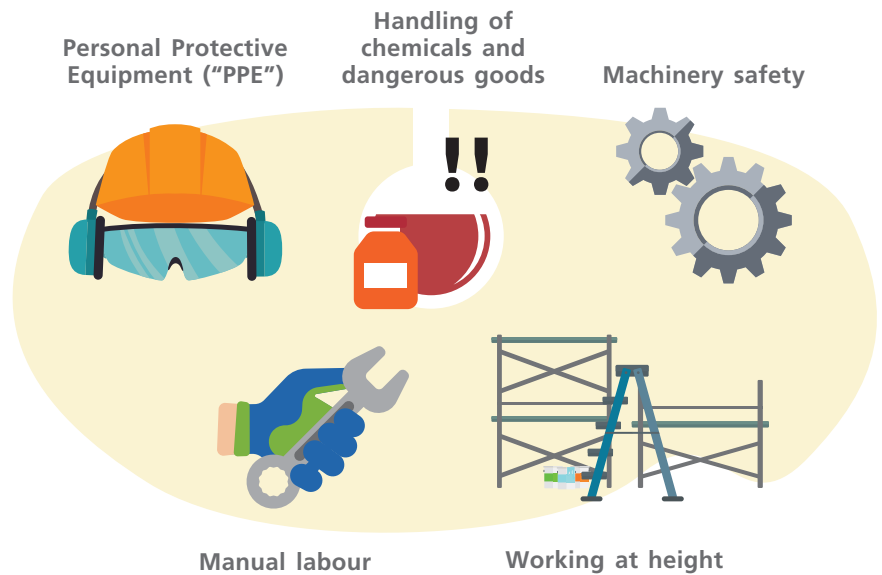 Personal Protective
Equipment (“PPE”)
Handling of
chemicals and
dangerous goods
Machinery safety
Manual labour
Working at height